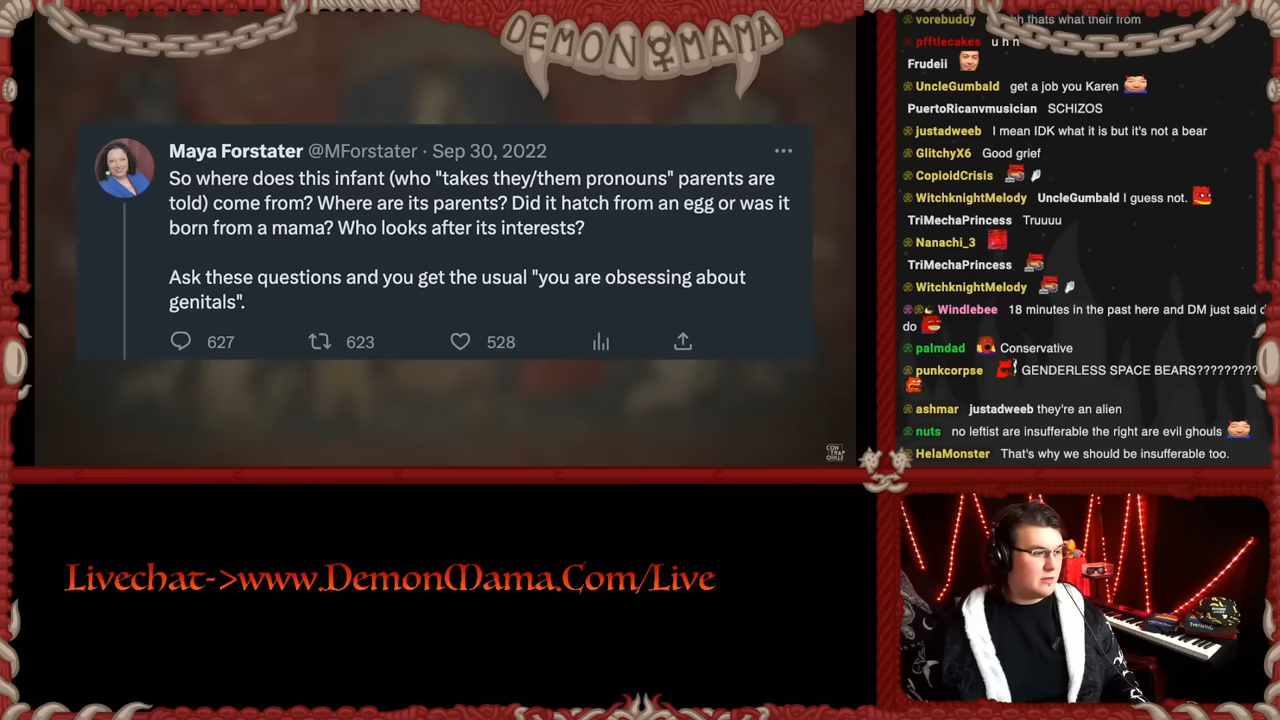 DEMON MAMA
Maya Forstater @MForstater · Sep 30, 2022
So where does this infant (who "takes they/them pronouns" parents are
told) come from? Where are its parents? Did it hatch from an egg or was it
born from a mama? Who looks after its interests?
Ask these questions and you get the usual "you are obsessing about
genitals".
627 623 528
CON
TRAP
Livechat->www.DemonMama.Com/Live
vorebuddy thats what their from
pfftiecakes u h n
Frudeii
UncleGumbald get a job you Karen
PuertoRicanvmusician SCHIZOS
justadweeb I mean IDK what it is but it's not a bear
GlitchyX6 Good grief
CopioidCrisis
WitchknightMelody UncleGumbald I guess not.
TriMechaPrincess Truuuu
Nanachi_3
TriMechaPrincess
WitchknightMelody
Windlebee 18 minutes in the past here and DM just said
do
palmdad Conservative
punkcorpse GENDERLESS SPACE BEARS?????????
ashmar justadweeb they're an alien
nuts no leftist are insufferable the right are evil ghouls
HelaMonster That's why we should be insufferable too.